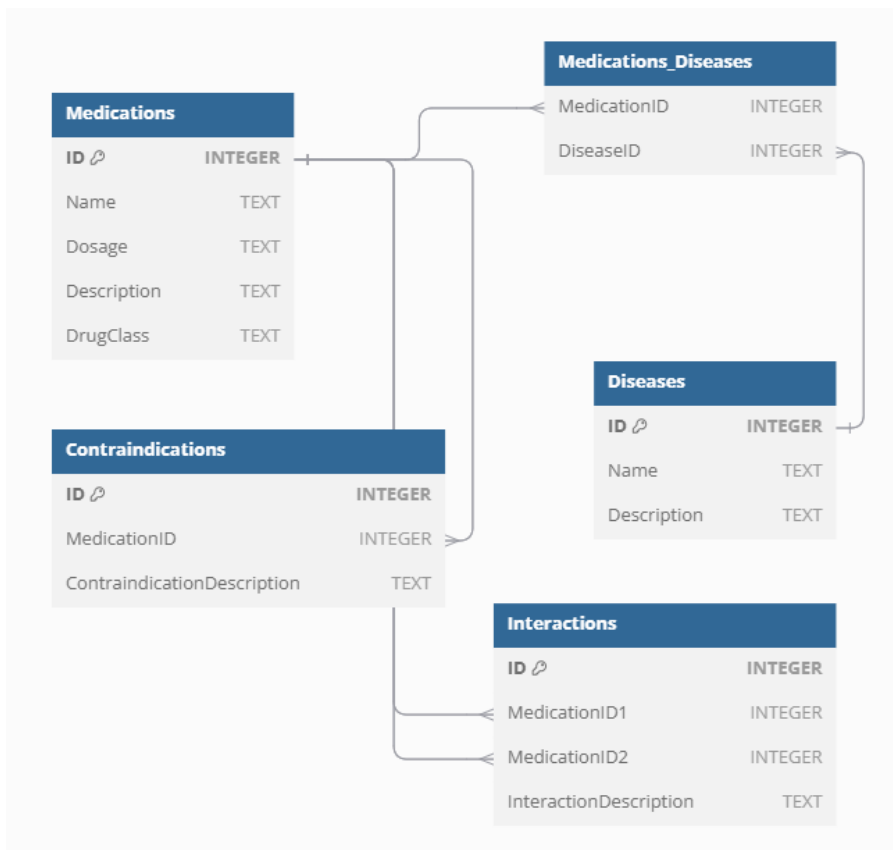 Medications
ID INTEGER
Name TEXT
Dosage TEXT
Description TEXT
DrugClass TEXT
Medications_Diseases
MedicationID INTEGER
DiseaseID INTEGER
Contraindications
ID INTEGER
MedicationID INTEGER
ContraindicationDescription TEXT
Diseases
ID INTEGER
Name TEXT
Description TEXT
Interactions
ID INTEGER
MedicationID1 INTEGER
MedicationID2 INTEGER
InteractionDescription TEXT